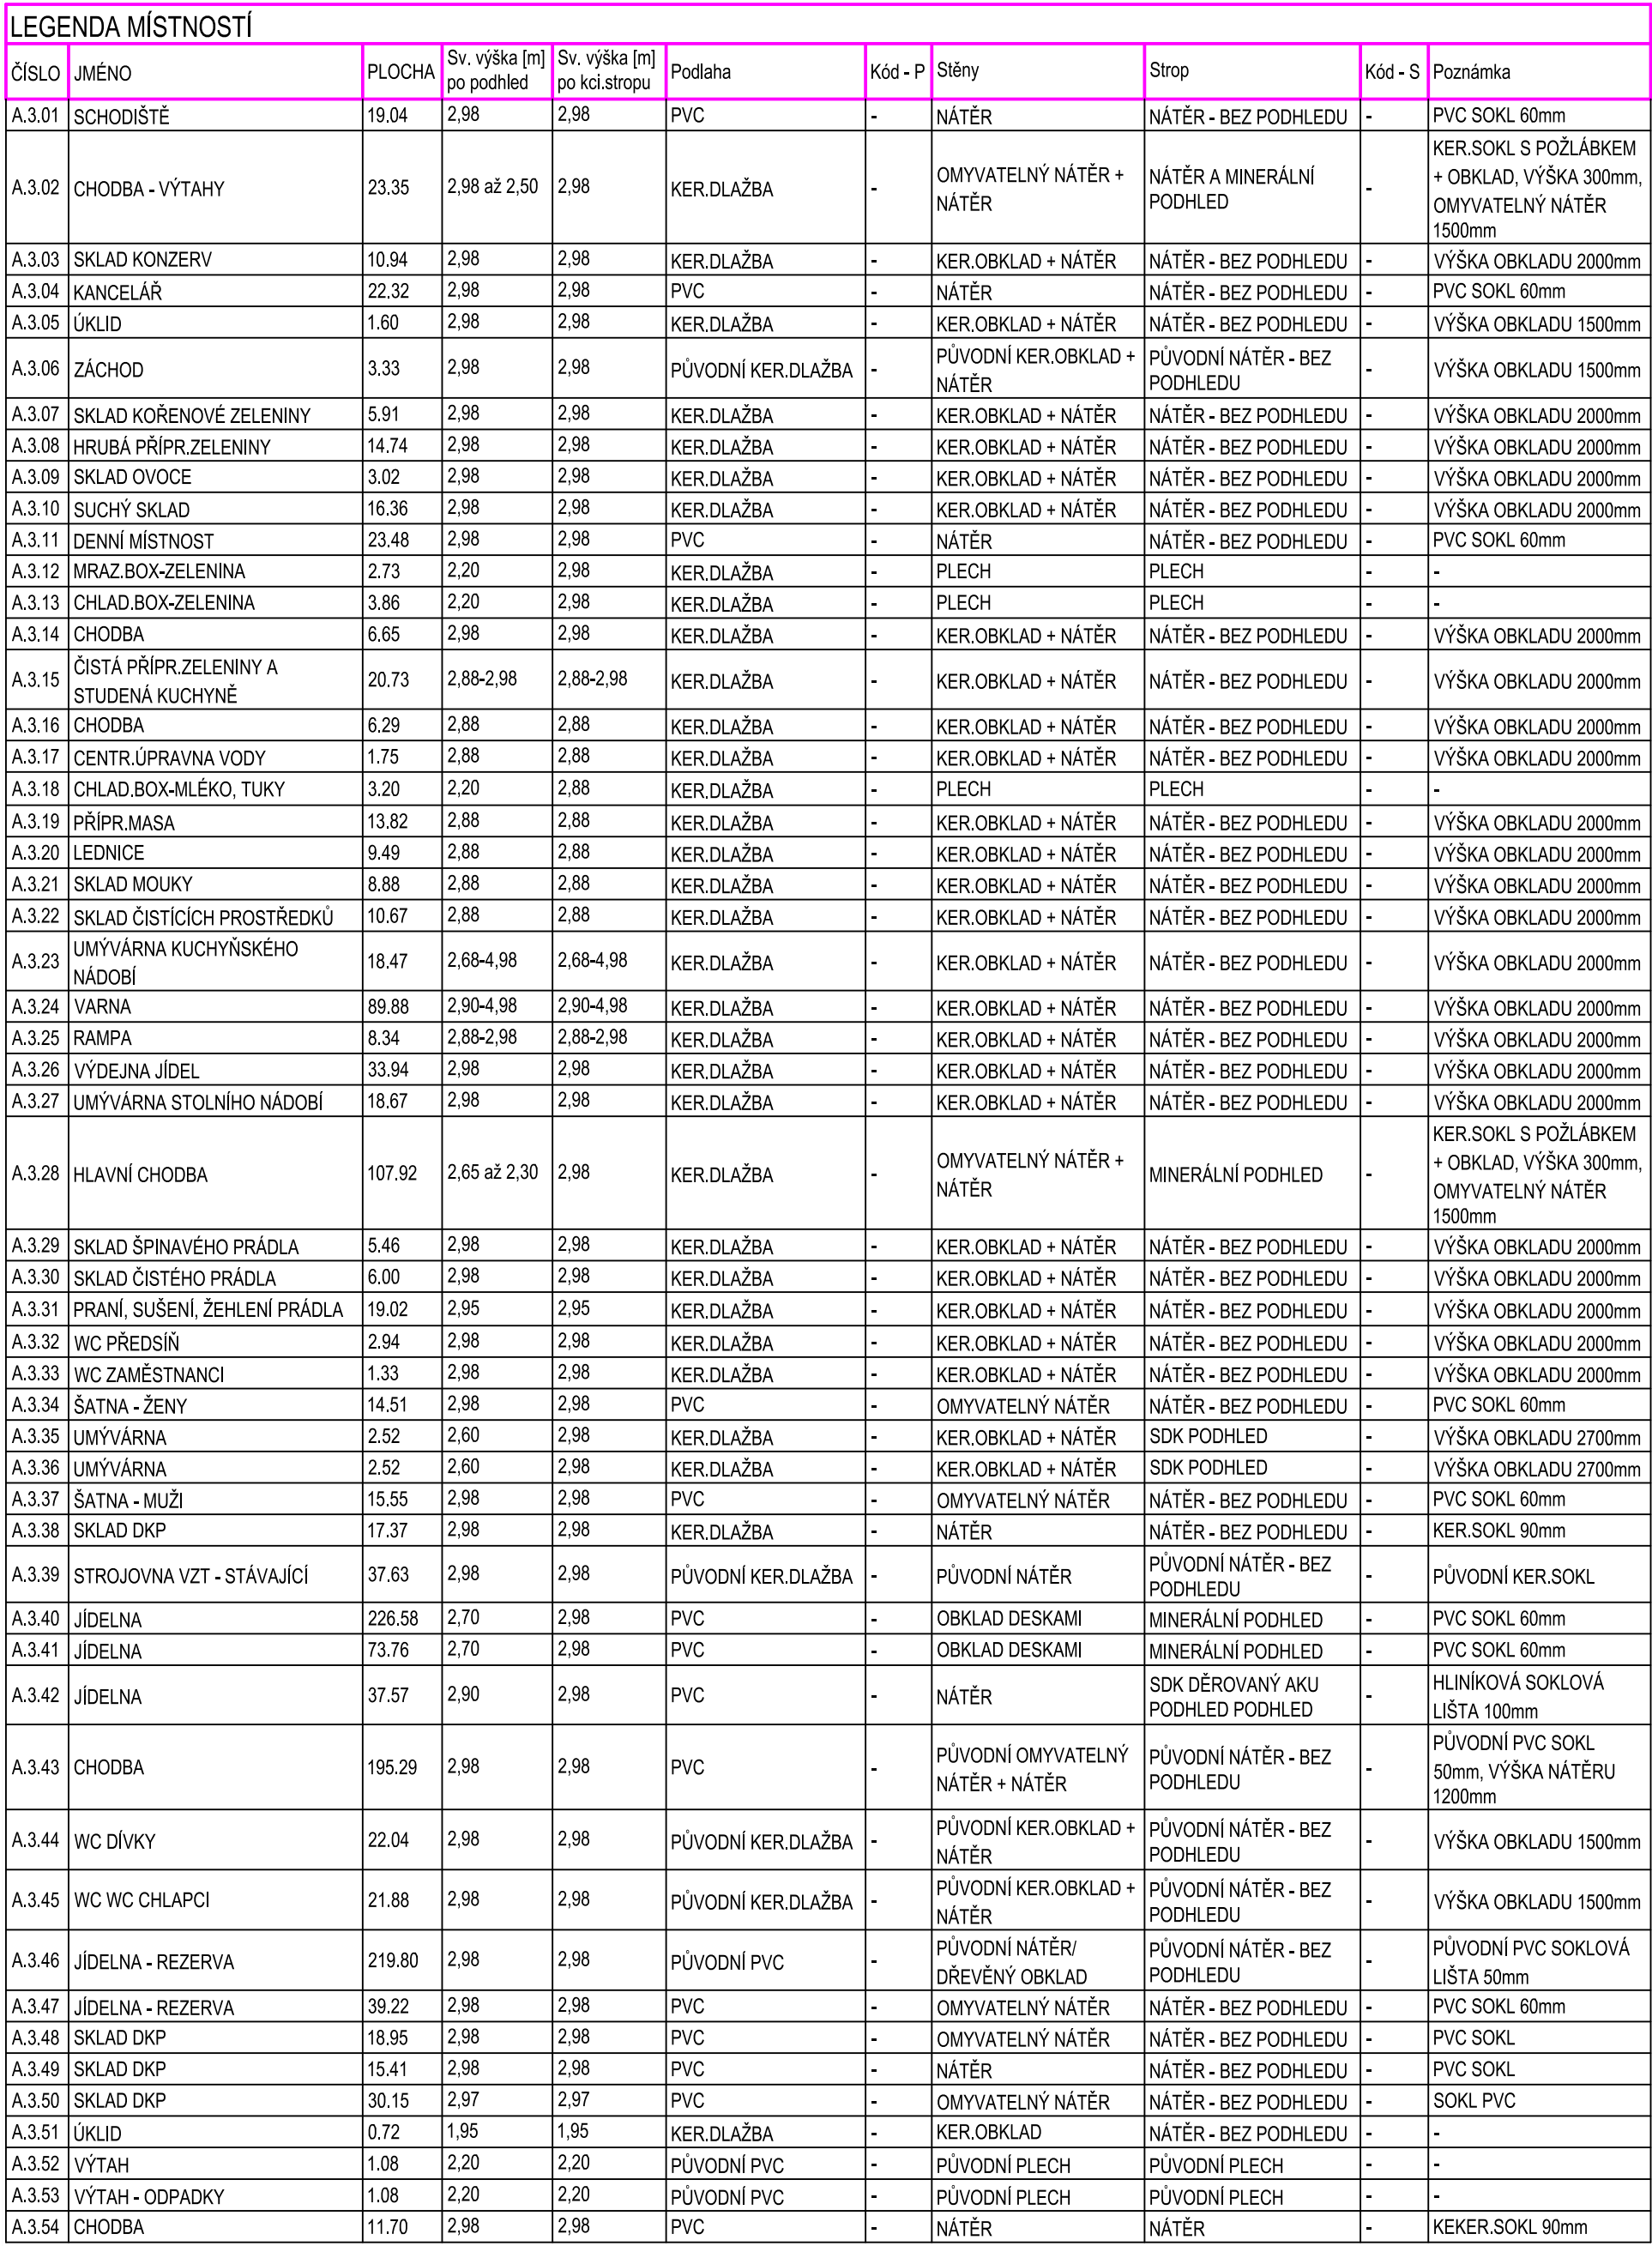 LEGENDA MÍSTNOSTÍ
ČÍSLO JMÉNO PLOCHA Sv. výška [m] po podhled Sv. výška [m] po kci.stropu Podlaha Kód - P Stěny Strop Kód - S Poznámka
A.3.01 SCHODIŠTĚ 19.04 2,98 2,98 PVC - NÁTĚR NÁTĚR - BEZ PODHLEDU - PVC SOKL 60mm
A.3.02 CHODBA - VÝTAHY 23.35 2,98 až 2,50 2,98 KER.DLAŽBA - OMYVATELNÝ NÁTĚR + NÁTĚR NÁTĚR A MINERÁLNÍ PODHLED - KER.SOKL S POŽLÁBKEM + OBKLAD, VÝŠKA 300mm, OMYVATELNÝ NÁTĚR 1500mm
A.3.03 SKLAD KONZERV 10.94 2,98 2,98 KER.DLAŽBA - KER.OBKLAD + NÁTĚR NÁTĚR - BEZ PODHLEDU - VÝŠKA OBKLADU 2000mm
A.3.04 KANCELÁŘ 22.32 2,98 2,98 PVC - NÁTĚR NÁTĚR - BEZ PODHLEDU - PVC SOKL 60mm
A.3.05 ÚKLID 1.60 2,98 2,98 KER.DLAŽBA - KER.OBKLAD + NÁTĚR NÁTĚR - BEZ PODHLEDU - VÝŠKA OBKLADU 1500mm
A.3.06 ZÁCHOD 3.33 2,98 2,98 PŮVODNÍ KER.DLAŽBA - PŮVODNÍ KER.OBKLAD + NÁTĚR PŮVODNÍ NÁTĚR - BEZ PODHLEDU - VÝŠKA OBKLADU 1500mm
A.3.07 SKLAD KOŘENOVÉ ZELENINY 5.91 2,98 2,98 KER.DLAŽBA - KER.OBKLAD + NÁTĚR NÁTĚR - BEZ PODHLEDU - VÝŠKA OBKLADU 2000mm
A.3.08 HRUBÁ PŘÍPR.ZELENINY 14.74 2,98 2,98 KER.DLAŽBA - KER.OBKLAD + NÁTĚR NÁTĚR - BEZ PODHLEDU - VÝŠKA OBKLADU 2000mm
A.3.09 SKLAD OVOCE 3.02 2,98 2,98 KER.DLAŽBA - KER.OBKLAD + NÁTĚR NÁTĚR - BEZ PODHLEDU - VÝŠKA OBKLADU 2000mm
A.3.10 SUCHÝ SKLAD 16.36 2,98 2,98 KER.DLAŽBA - KER.OBKLAD + NÁTĚR NÁTĚR - BEZ PODHLEDU - VÝŠKA OBKLADU 2000mm
A.3.11 DENNÍ MÍSTNOST 23.48 2,98 2,98 PVC - NÁTĚR NÁTĚR - BEZ PODHLEDU - PVC SOKL 60mm
A.3.12 MRAZ.BOX-ZELENINA 2.73 2,20 2,98 KER.DLAŽBA - PLECH PLECH - -
A.3.13 CHLAD.BOX-ZELENINA 3.86 2,20 2,98 KER.DLAŽBA - PLECH PLECH - -
A.3.14 CHODBA 6.65 2,98 2,98 KER.DLAŽBA - KER.OBKLAD + NÁTĚR NÁTĚR - BEZ PODHLEDU - VÝŠKA OBKLADU 2000mm
A.3.15 ČISTÁ PŘÍPR.ZELENINY A STUDENÁ KUCHYNĚ 20.73 2,88-2,98 2,88-2,98 KER.DLAŽBA - KER.OBKLAD + NÁTĚR NÁTĚR - BEZ PODHLEDU - VÝŠKA OBKLADU 2000mm
A.3.16 CHODBA 6.29 2,88 2,88 KER.DLAŽBA - KER.OBKLAD + NÁTĚR NÁTĚR - BEZ PODHLEDU - VÝŠKA OBKLADU 2000mm
A.3.17 CENTR.ÚPRAVNA VODY 1.75 2,88 2,88 KER.DLAŽBA - KER.OBKLAD + NÁTĚR NÁTĚR - BEZ PODHLEDU - VÝŠKA OBKLADU 2000mm
A.3.18 CHLAD.BOX-MLÉKO, TUKY 3.20 2,20 2,88 KER.DLAŽBA - PLECH PLECH - -
A.3.19 PŘÍPR.MASA 13.82 2,88 2,88 KER.DLAŽBA - KER.OBKLAD + NÁTĚR NÁTĚR - BEZ PODHLEDU - VÝŠKA OBKLADU 2000mm
A.3.20 LEDNICE 9.49 2,88 2,88 KER.DLAŽBA - KER.OBKLAD + NÁTĚR NÁTĚR - BEZ PODHLEDU - VÝŠKA OBKLADU 2000mm
A.3.21 SKLAD MOUKY 8.88 2,88 2,88 KER.DLAŽBA - KER.OBKLAD + NÁTĚR NÁTĚR - BEZ PODHLEDU - VÝŠKA OBKLADU 2000mm
A.3.22 SKLAD ČISTÍCÍCH PROSTŘEDKŮ 10.67 2,88 2,88 KER.DLAŽBA - KER.OBKLAD + NÁTĚR NÁTĚR - BEZ PODHLEDU - VÝŠKA OBKLADU 2000mm
A.3.23 UMÝVÁRNA KUCHYŇSKÉHO NÁDOBÍ 18.47 2,68-4,98 2,68-4,98 KER.DLAŽBA - KER.OBKLAD + NÁTĚR NÁTĚR - BEZ PODHLEDU - VÝŠKA OBKLADU 2000mm
A.3.24 VARNA 89.88 2,90-4,98 2,90-4,98 KER.DLAŽBA - KER.OBKLAD + NÁTĚR NÁTĚR - BEZ PODHLEDU - VÝŠKA OBKLADU 2000mm
A.3.25 RAMPA 8.34 2,88-2,98 2,88-2,98 KER.DLAŽBA - KER.OBKLAD + NÁTĚR NÁTĚR - BEZ PODHLEDU - VÝŠKA OBKLADU 2000mm
A.3.26 VÝDEJNA JÍDEL 33.94 2,98 2,98 KER.DLAŽBA - KER.OBKLAD + NÁTĚR NÁTĚR - BEZ PODHLEDU - VÝŠKA OBKLADU 2000mm
A.3.27 UMÝVÁRNA STOLNÍHO NÁDOBÍ 18.67 2,98 2,98 KER.DLAŽBA - KER.OBKLAD + NÁTĚR NÁTĚR - BEZ PODHLEDU - VÝŠKA OBKLADU 2000mm
A.3.28 HLAVNÍ CHODBA 107.92 2,65 až 2,30 2,98 KER.DLAŽBA - OMYVATELNÝ NÁTĚR + NÁTĚR MINERÁLNÍ PODHLED - KER.SOKL S POŽLÁBKEM + OBKLAD, VÝŠKA 300mm, OMYVATELNÝ NÁTĚR 1500mm
A.3.29 SKLAD ŠPINAVÉHO PRÁDLA 5.46 2,98 2,98 KER.DLAŽBA - KER.OBKLAD + NÁTĚR NÁTĚR - BEZ PODHLEDU - VÝŠKA OBKLADU 2000mm
A.3.30 SKLAD ČISTÉHO PRÁDLA 6.00 2,98 2,98 KER.DLAŽBA - KER.OBKLAD + NÁTĚR NÁTĚR - BEZ PODHLEDU - VÝŠKA OBKLADU 2000mm
A.3.31 PRANÍ, SUŠENÍ, ŽEHLENÍ PRÁDLA 19.02 2,95 2,95 KER.DLAŽBA - KER.OBKLAD + NÁTĚR NÁTĚR - BEZ PODHLEDU - VÝŠKA OBKLADU 2000mm
A.3.32 WC PŘEDSÍŇ 2.94 2,98 2,98 KER.DLAŽBA - KER.OBKLAD + NÁTĚR NÁTĚR - BEZ PODHLEDU - VÝŠKA OBKLADU 2000mm
A.3.33 WC ZAMĚSTNANCI 1.33 2,98 2,98 KER.DLAŽBA - KER.OBKLAD + NÁTĚR NÁTĚR - BEZ PODHLEDU - VÝŠKA OBKLADU 2000mm
A.3.34 ŠATNA - ŽENY 14.51 2,98 2,98 PVC - OMYVATELNÝ NÁTĚR NÁTĚR - BEZ PODHLEDU - PVC SOKL 60mm
A.3.35 UMÝVÁRNA 2.52 2,60 2,98 KER.DLAŽBA - KER.OBKLAD + NÁTĚR SDK PODHLED - VÝŠKA OBKLADU 2700mm
A.3.36 UMÝVÁRNA 2.52 2,60 2,98 KER.DLAŽBA - KER.OBKLAD + NÁTĚR SDK PODHLED - VÝŠKA OBKLADU 2700mm
A.3.37 ŠATNA - MUŽI 15.55 2,98 2,98 PVC - OMYVATELNÝ NÁTĚR NÁTĚR - BEZ PODHLEDU - PVC SOKL 60mm
A.3.38 SKLAD DKP 17.37 2,98 2,98 KER.DLAŽBA - NÁTĚR NÁTĚR - BEZ PODHLEDU - KER.SOKL 90mm
A.3.39 STROJOVNA VZT - STÁVAJÍCÍ 37.63 2,98 2,98 PŮVODNÍ KER.DLAŽBA - PŮVODNÍ NÁTĚR PŮVODNÍ NÁTĚR - BEZ PODHLEDU - PŮVODNÍ KER.SOKL
A.3.40 JÍDELNA 226.58 2,70 2,98 PVC - OBKLAD DESKAMI MINERÁLNÍ PODHLED - PVC SOKL 60mm
A.3.41 JÍDELNA 73.76 2,70 2,98 PVC - OBKLAD DESKAMI MINERÁLNÍ PODHLED - PVC SOKL 60mm
A.3.42 JÍDELNA 37.57 2,90 2,98 PVC - NÁTĚR SDK DĚROVANÝ AKU PODHLED PODHLED - HLINÍKOVÁ SOKLOVÁ LIŠTA 100mm
A.3.43 CHODBA 195.29 2,98 2,98 PVC - PŮVODNÍ OMYVATELNÝ NÁTĚR + NÁTĚR PŮVODNÍ NÁTĚR - BEZ PODHLEDU - PŮVODNÍ PVC SOKL 50mm, VÝŠKA NÁTĚRU 1200mm
A.3.44 WC DÍVKY 22.04 2,98 2,98 PŮVODNÍ KER.DLAŽBA - PŮVODNÍ KER.OBKLAD + NÁTĚR PŮVODNÍ NÁTĚR - BEZ PODHLEDU - VÝŠKA OBKLADU 1500mm
A.3.45 WC WC CHLAPCI 21.88 2,98 2,98 PŮVODNÍ KER.DLAŽBA - PŮVODNÍ KER.OBKLAD + NÁTĚR PŮVODNÍ NÁTĚR - BEZ PODHLEDU - VÝŠKA OBKLADU 1500mm
A.3.46 JÍDELNA - REZERVA 219.80 2,98 2,98 PŮVODNÍ PVC - PŮVODNÍ NÁTĚR/ DŘEVĚNÝ OBKLAD PŮVODNÍ NÁTĚR - BEZ PODHLEDU - PŮVODNÍ PVC SOKLOVÁ LIŠTA 50mm
A.3.47 JÍDELNA - REZERVA 39.22 2,98 2,98 PVC - OMYVATELNÝ NÁTĚR NÁTĚR - BEZ PODHLEDU - PVC SOKL 60mm
A.3.48 SKLAD DKP 18.95 2,98 2,98 PVC - OMYVATELNÝ NÁTĚR NÁTĚR - BEZ PODHLEDU - PVC SOKL
A.3.49 SKLAD DKP 15.41 2,98 2,98 PVC - NÁTĚR NÁTĚR - BEZ PODHLEDU - PVC SOKL
A.3.50 SKLAD DKP 30.15 2,97 2,97 PVC - OMYVATELNÝ NÁTĚR NÁTĚR - BEZ PODHLEDU - SOKL PVC
A.3.51 ÚKLID 0.72 1,95 1,95 KER.DLAŽBA - KER.OBKLAD NÁTĚR - BEZ PODHLEDU - -
A.3.52 VÝTAH 1.08 2,20 2,20 PŮVODNÍ PVC - PŮVODNÍ PLECH PŮVODNÍ PLECH - -
A.3.53 VÝTAH - ODPADKY 1.08 2,20 2,20 PŮVODNÍ PVC - PŮVODNÍ PLECH PŮVODNÍ PLECH - -
A.3.54 CHODBA 11.70 2,98 2,98 PVC - NÁTĚR NÁTĚR - KEKER.SOKL 90mm